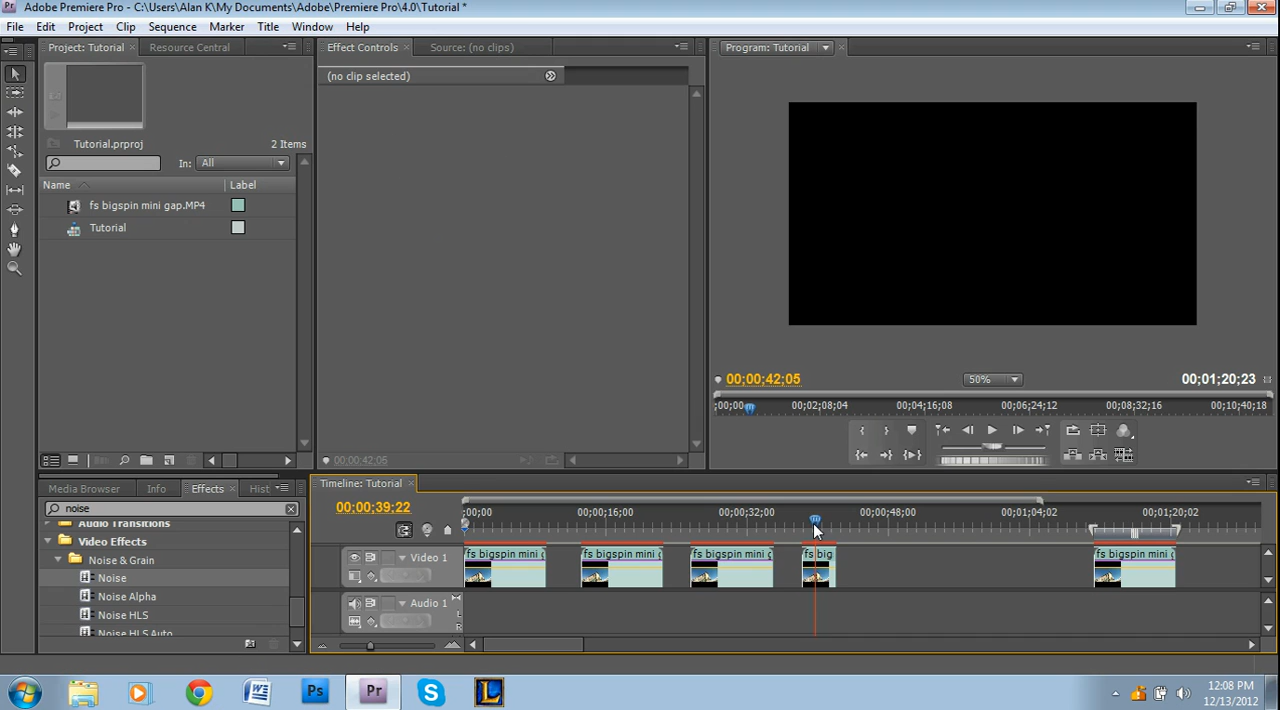 Adobe Premiere Pro - C:\Users\Alan K\My Documents\Adobe\Premiere Pro\4.0\Tutorial *
File Edit Project Clip Sequence Marker Title Window Help
Project: Tutorial Resource Central
Effect Controls Source: (no clips)
Program: Tutorial
(no clip selected)
Tutorial.prproj 2 Items
In: All
Name Label
fs bigspin mini gap.MP4
Tutorial
00;00;42;05 50% 00;01;20;23
;00;00 00;02;08;04 00;04;16;08 00;06;24;12 00;08;32;16 00;10;40;18
00;00;42;05
Media Browser Info Effects Hist
noise
Audio Transitions
Video Effects
Noise & Grain
Noise
Noise Alpha
Noise HLS
Noise HLS Auto
Timeline: Tutorial
00;00;39;22
;00;00 00;00;16;00 00;00;32;00 00;00;48;00 00;01;04;02 00;01;20;02
Video 1
fs bigspin mini fs bigspin mini fs bigspin mini fs big fs bigspin mini
Audio 1
L
R
Pr Ps W S L
12:08 PM
12/13/2012